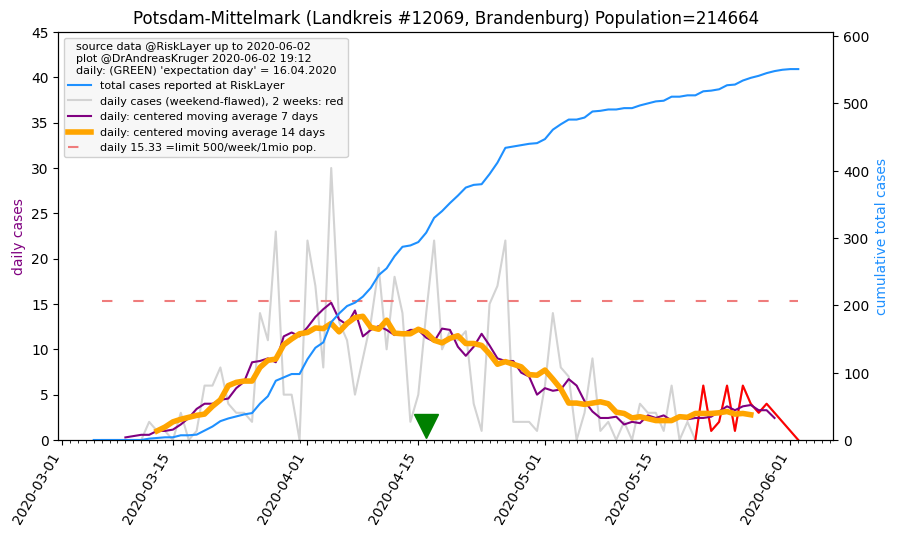 Potsdam-Mittelmark (Landkreis #12069, Brandenburg) Population=214664
source data @RiskLayer up to 2020-06-02
plot @DrAndreasKruger 2020-06-02 19:12
daily: (GREEN) 'expectation day' = 16.04.2020
total cases reported at RiskLayer
daily cases (weekend-flawed), 2 weeks: red
daily: centered moving average 7 days
daily: centered moving average 14 days
daily 15.33 =limit 500/week/1mio pop.
daily cases
45
40
35
30
25
20
15
10
5
0
cumulative total cases
600
500
400
300
200
100
0
2020-03-01
2020-03-15
2020-04-01
2020-04-15
2020-05-01
2020-05-15
2020-06-01